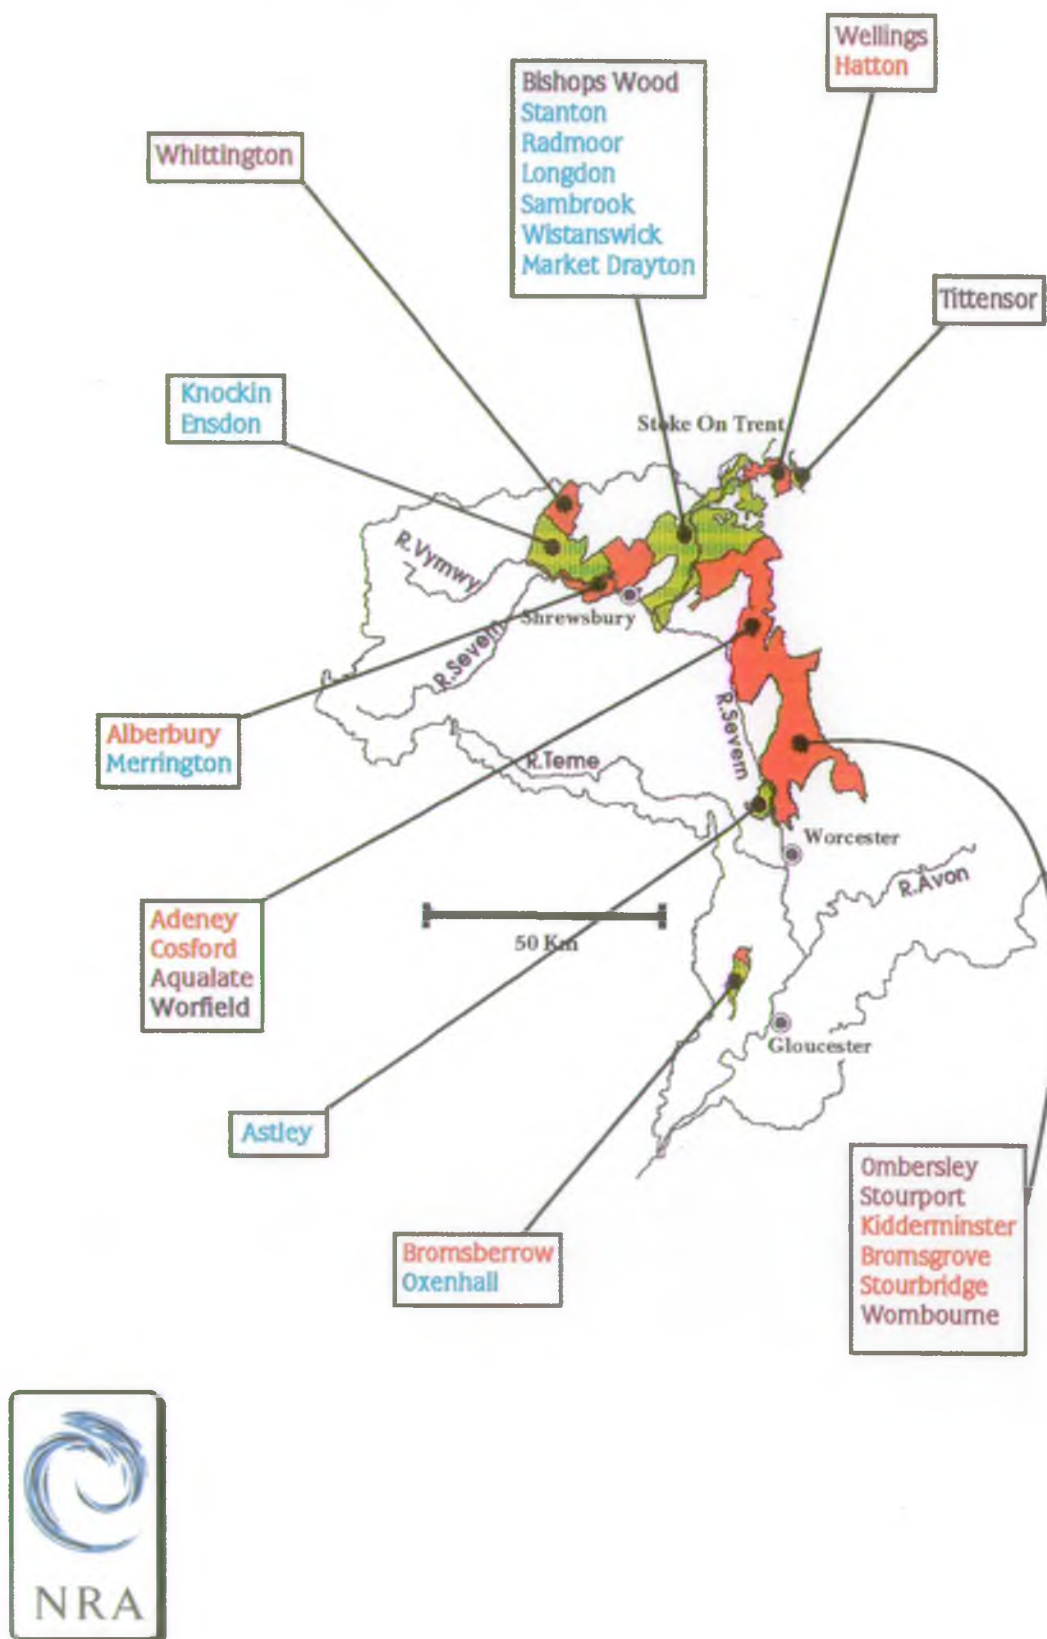 Wellings
Hatton
Bishops Wood
Stanton
Radmoor
Longdon
Sambrook
Wistanswick
Market Drayton
Whittington
Tittensor
Knockin
Ensdon
Stoke On Trent
R.Vyrnwy
Shrewsbury
R.Severn
R.Severn
Alberbury
Merrington
R.Teme
Worcester
R.Avon
Adeney
Cosford
Aqualate
Worfield
50 Km
Gloucester
Astley
Ombersley
Stourport
Kidderminster
Bromsgrove
Stourbridge
Wombourne
Bromsberrow
Oxenhall
NRA